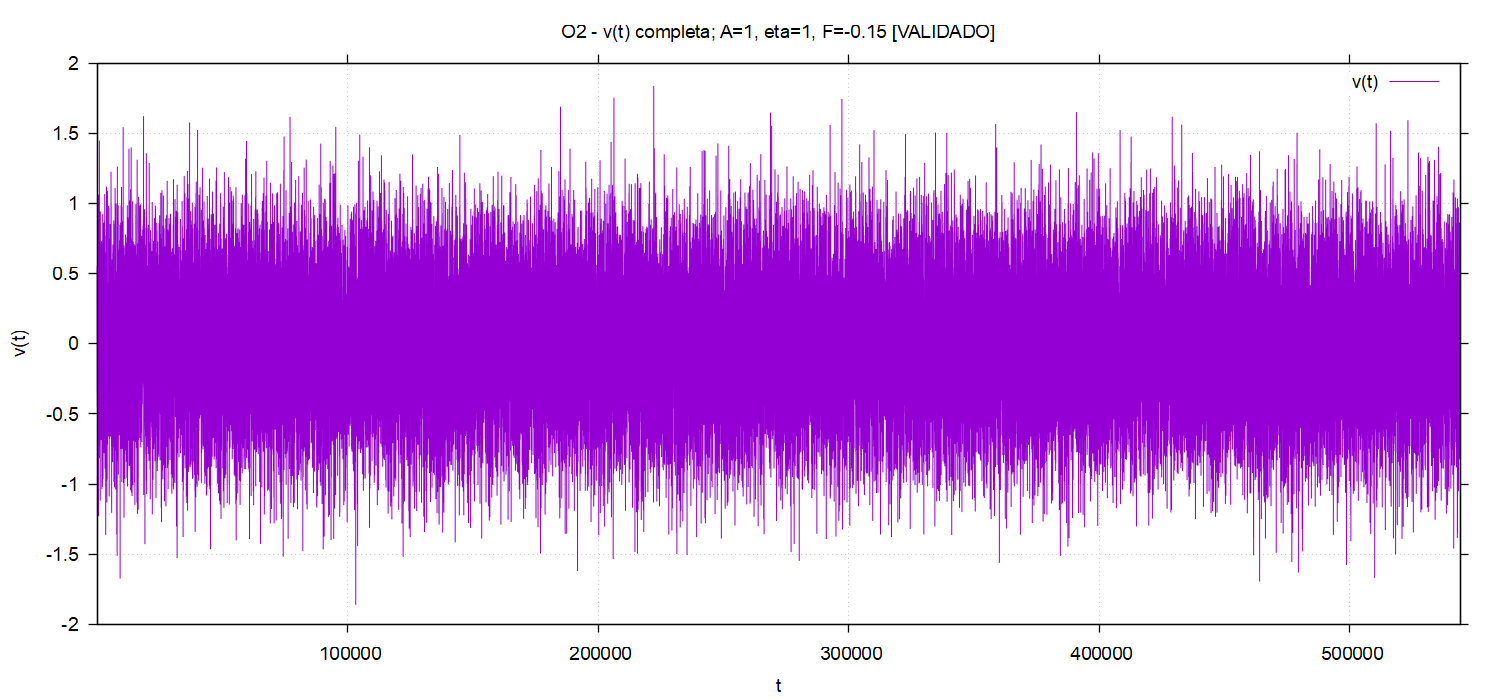 O2 - v(t) completa; A=1, eta=1, F=-0.15 [VALIDADO]
v(t)
2
1.5
1
0.5
0
-0.5
-1
-1.5
-2
v(t)
100000 200000 300000 400000 500000
t